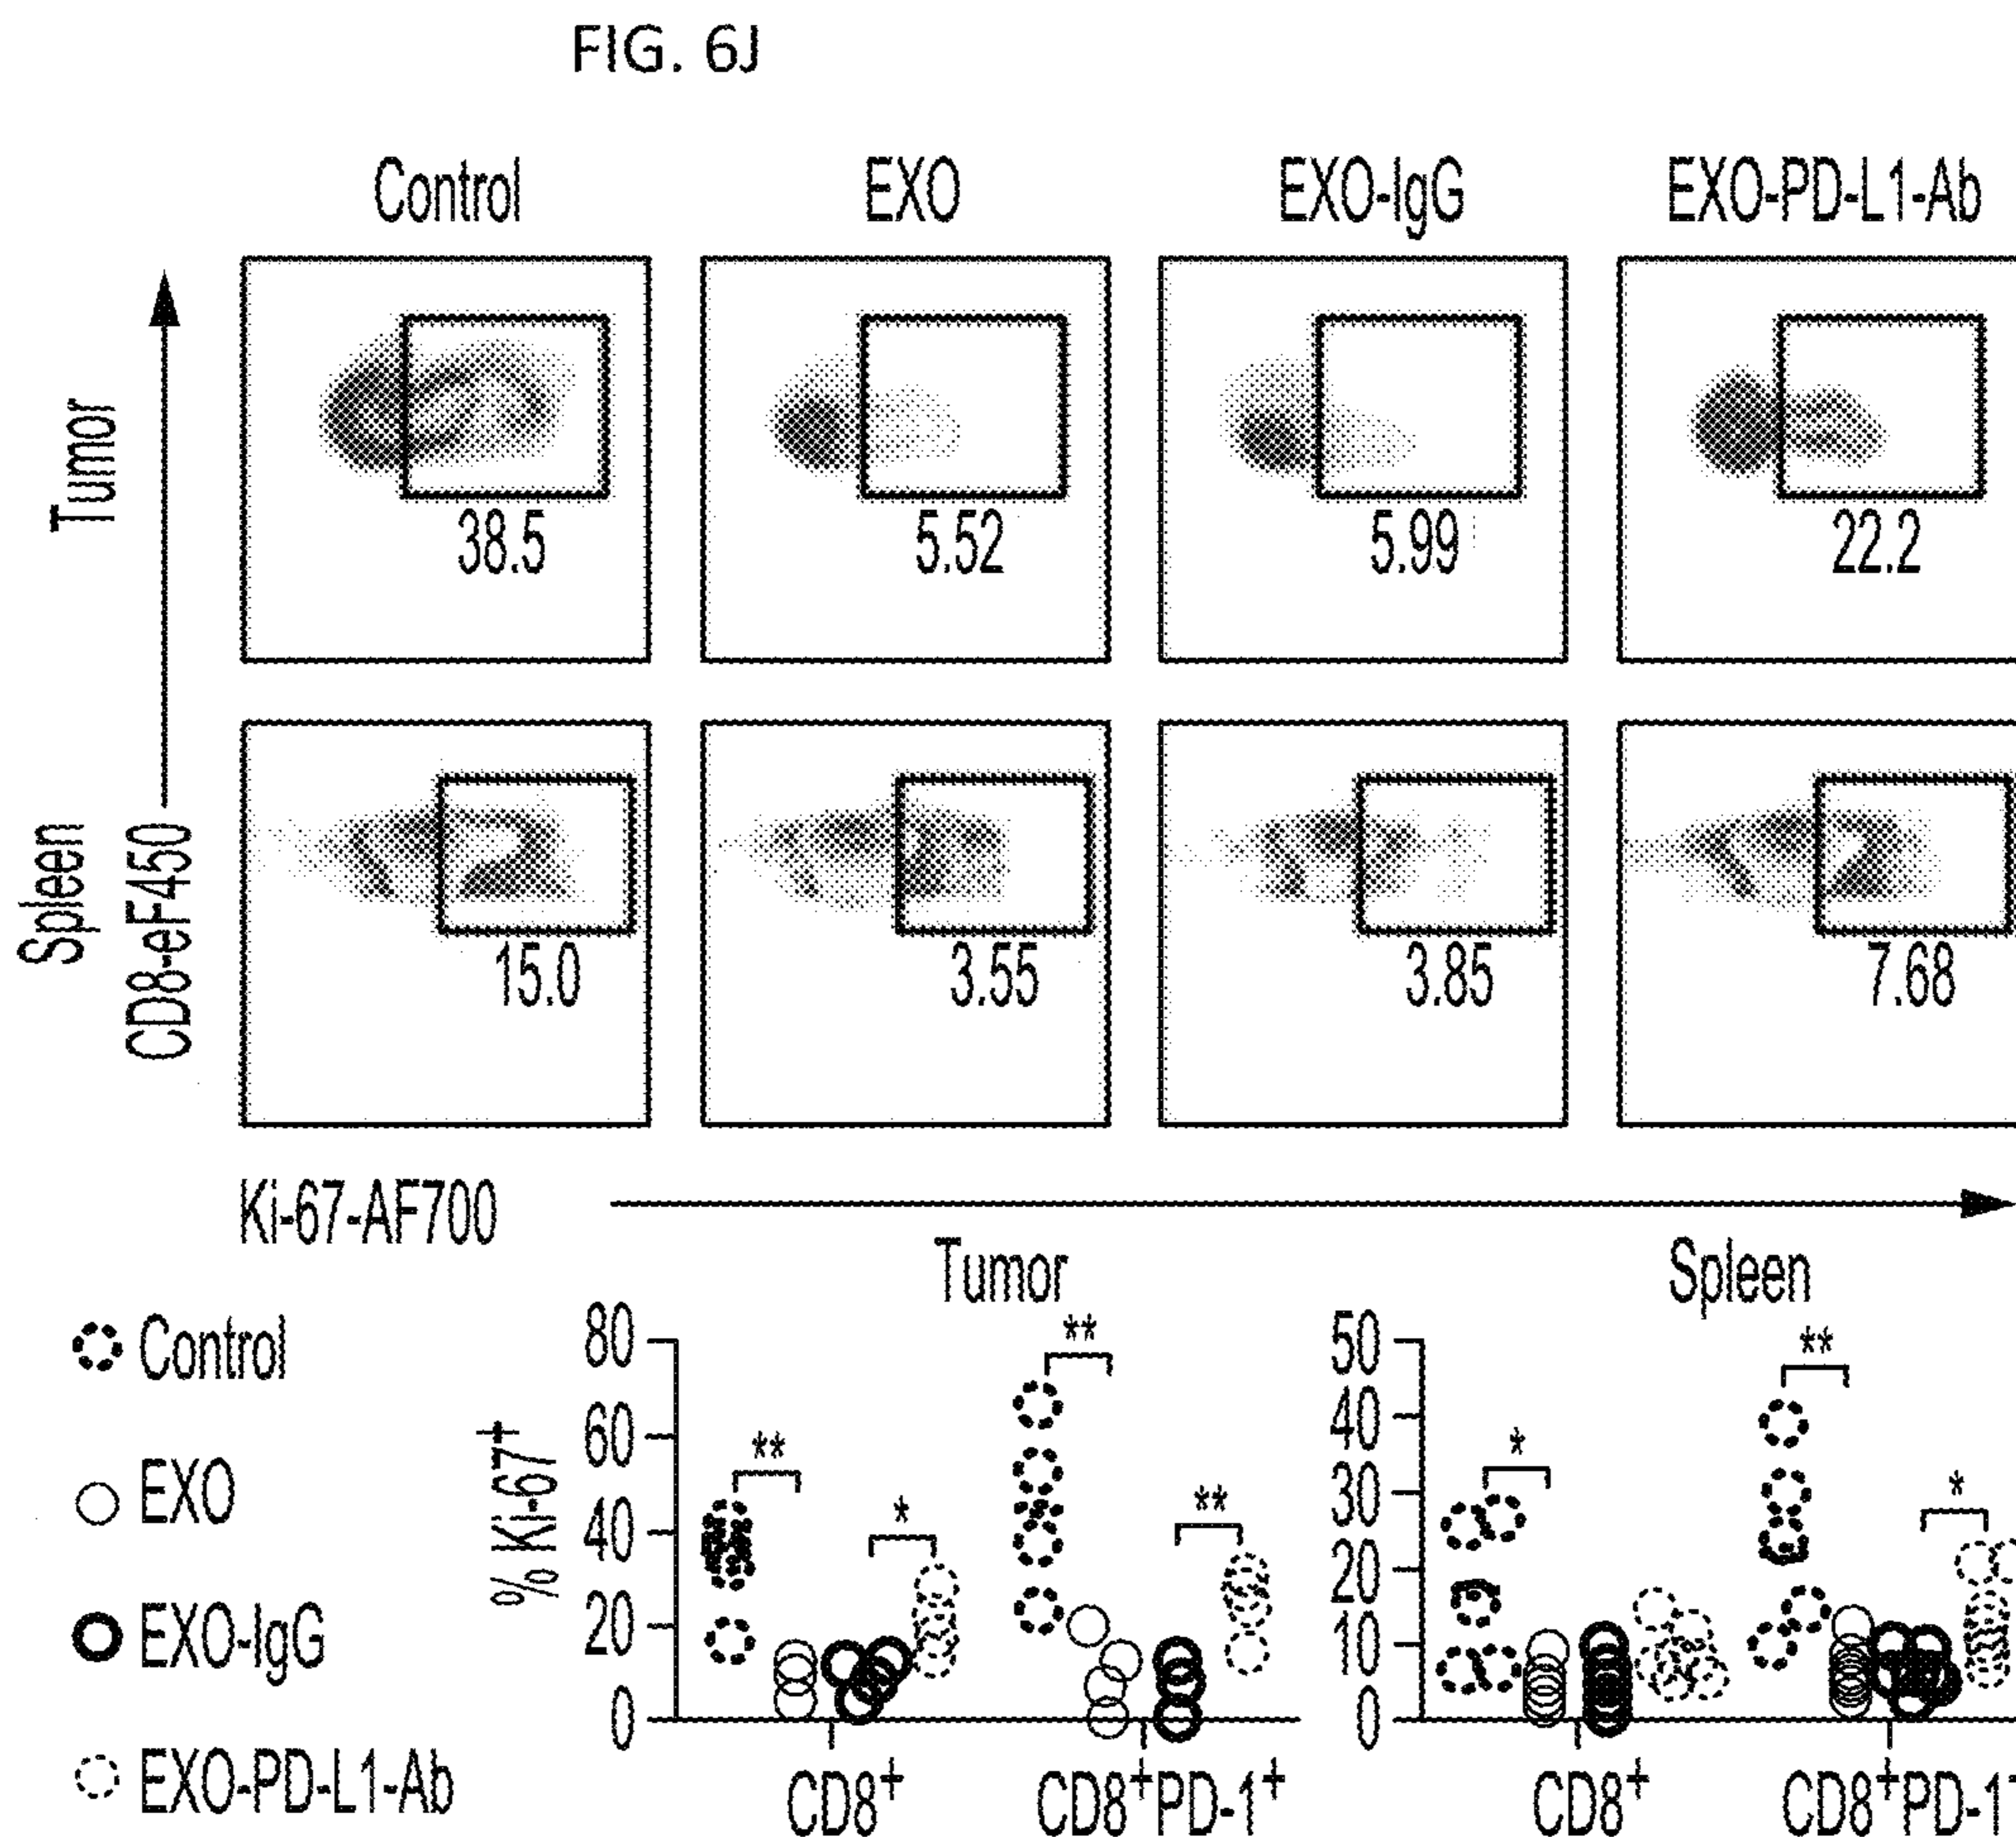 FIG. 6J
Control EXO EXO-IgG EXO-PD-L1-Ab
Tumor
38.5 5.52 5.99 22.2
Spleen
CD8-eF450
15.0 3.55 3.85 7.68
Ki-67-AF700
Control
EXO
EXO-IgG
EXO-PD-L1-Ab
Tumor
% Ki-67⁺
80
60
40
20
0
** * ** **
CD8⁺ CD8⁺PD-1⁺
Spleen
50
40
30
20
10
0
* ** *
CD8⁺ CD8⁺PD-1⁺